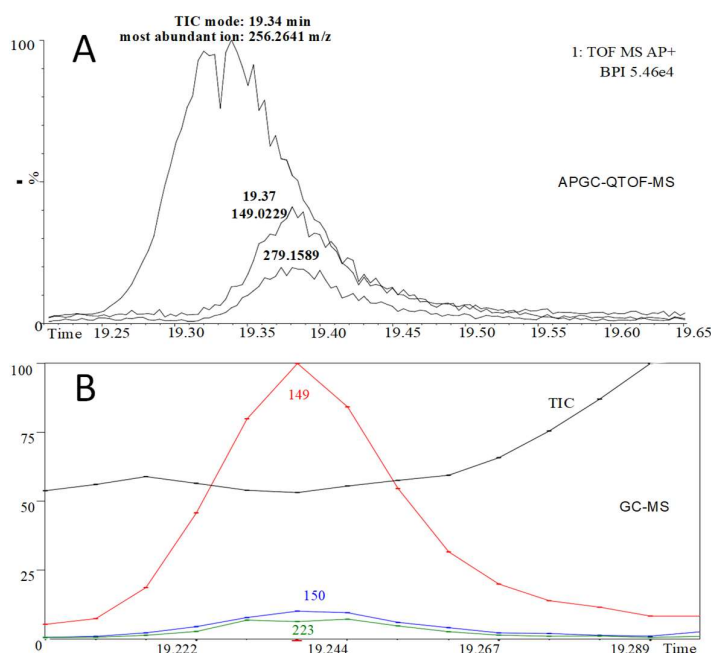 TIC mode: 19.34 min
most abundant ion: 256.2641 m/z
A
100
1: TOF MS AP+
BPI 5.46e4
%
APGC-QTOF-MS
19.37
149.0229
279.1589
0
Time 19.25 19.30 19.35 19.40 19.45 19.50 19.55 19.60 19.65
100
B
149
TIC
75
50
GC-MS
25
150
223
0
19.222 19.244 19.267 19.289 Time